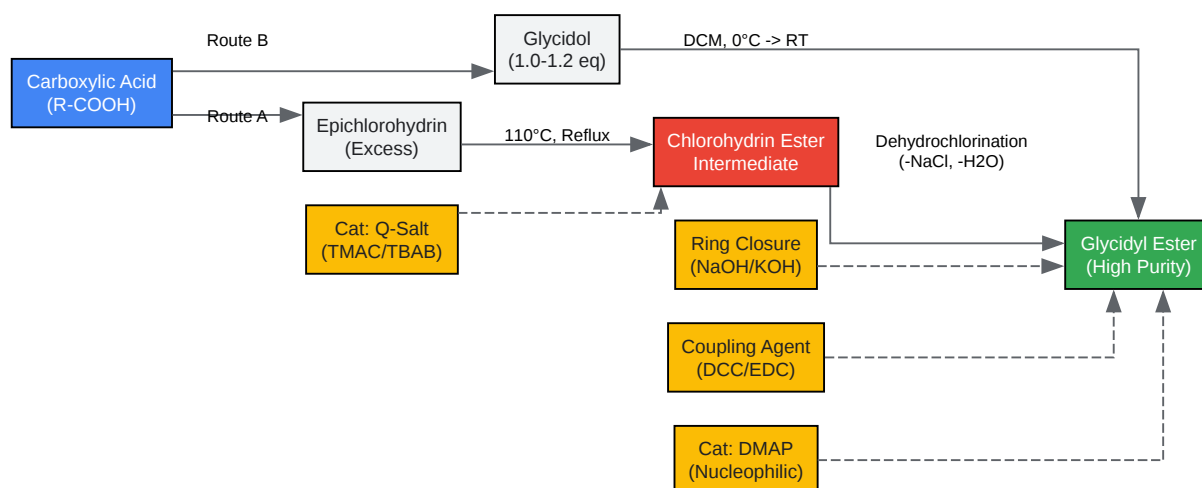 Route B
Glycidol
(1.0-1.2 eq)
DCM, 0°C -> RT
Carboxylic Acid
(R-COOH)
Route A
Epichlorohydrin
(Excess)
110°C, Reflux
Chlorohydrin Ester
Intermediate
Dehydrochlorination
(-NaCl, -H2O)
Cat: Q-Salt
(TMAC/TBAB)
Ring Closure
(NaOH/KOH)
Glycidyl Ester
(High Purity)
Coupling Agent
(DCC/EDC)
Cat: DMAP
(Nucleophilic)